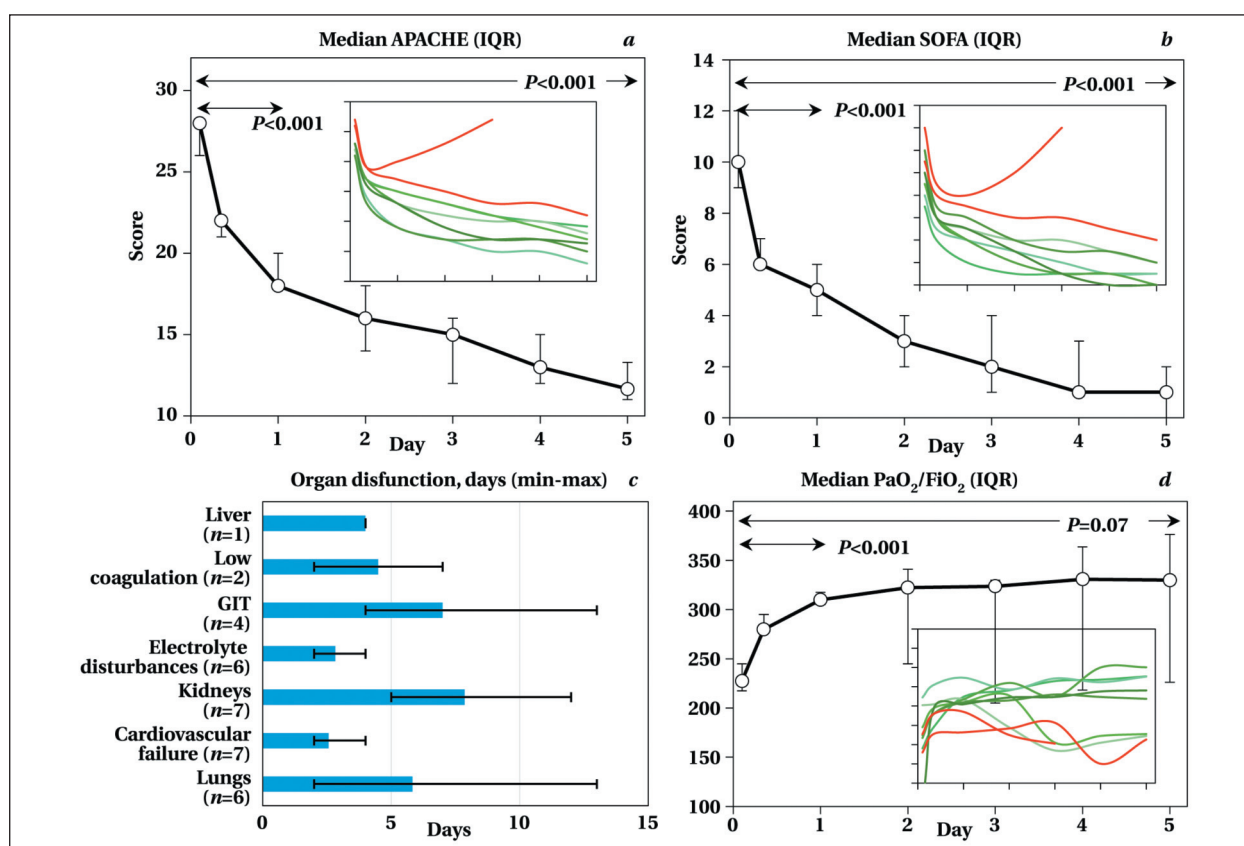 Median APACHE (IQR) a
30
25
20
15
10
Score
P<0.001
P<0.001
0 1 2 3 4 5
Day
Median SOFA (IQR) b
14
12
10
8
6
4
2
0
Score
P<0.001
P<0.001
0 1 2 3 4 5
Day
Organ disfunction, days (min-max) c
Liver
(n=1)
Low
coagulation (n=2)
GIT
(n=4)
Electrolyte
disturbances (n=6)
Kidneys
(n=7)
Cardiovascular
failure (n=7)
Lungs
(n=6)
0 5 10 15
Days
Median PaO₂/FiO₂ (IQR) d
400
350
300
250
200
150
100
P=0.07
P<0.001
0 1 2 3 4 5
Day